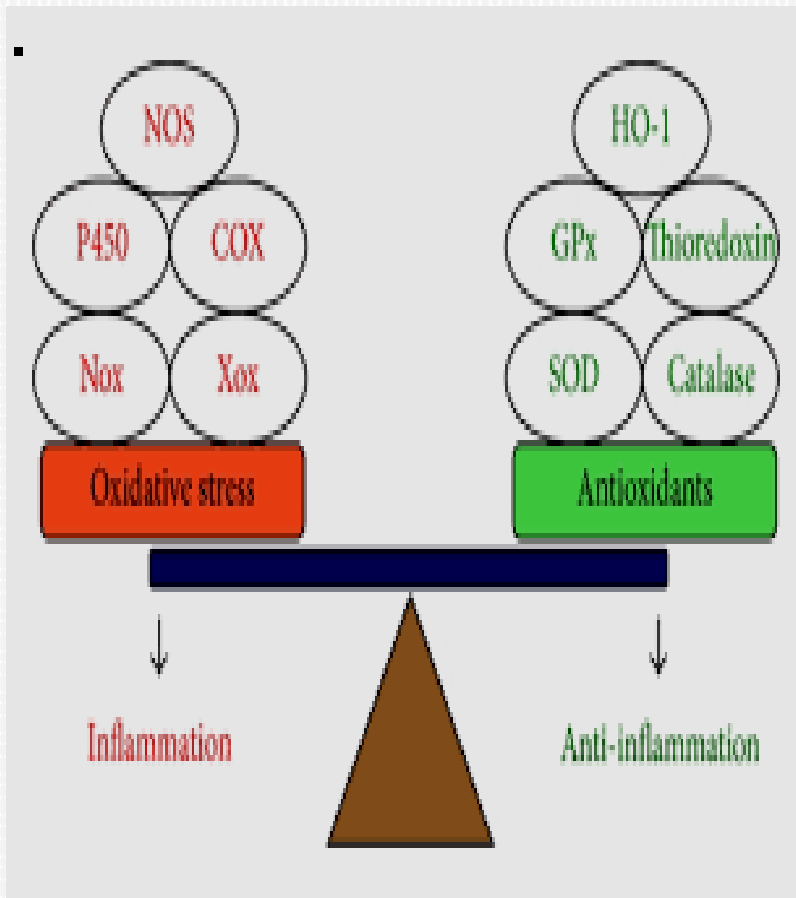 NOS
HO-1
P450 COX
GPx Thioredoxin
Nox Xox
SOD Catalase
Oxidative stress
Antioxidants
Inflammation
Anti-inflammation